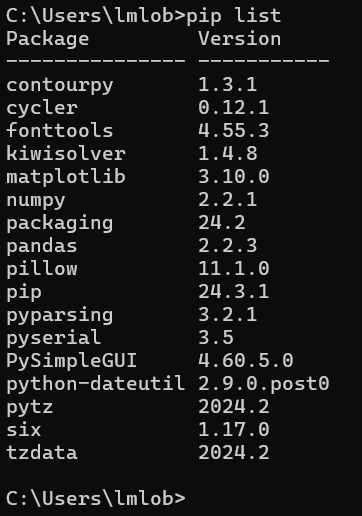 C:\Users\lmlob>pip list
Package         Version
--------------- -----------
contourpy       1.3.1
cycler          0.12.1
fonttools       4.55.3
kiwisolver      1.4.8
matplotlib      3.10.0
numpy           2.2.1
packaging       24.2
pandas          2.2.3
pillow          11.1.0
pip             24.3.1
pyparsing       3.2.1
pyserial        3.5
PySimpleGUI     4.60.5.0
python-dateutil 2.9.0.post0
pytz            2024.2
six             1.17.0
tzdata          2024.2
C:\Users\lmlob>